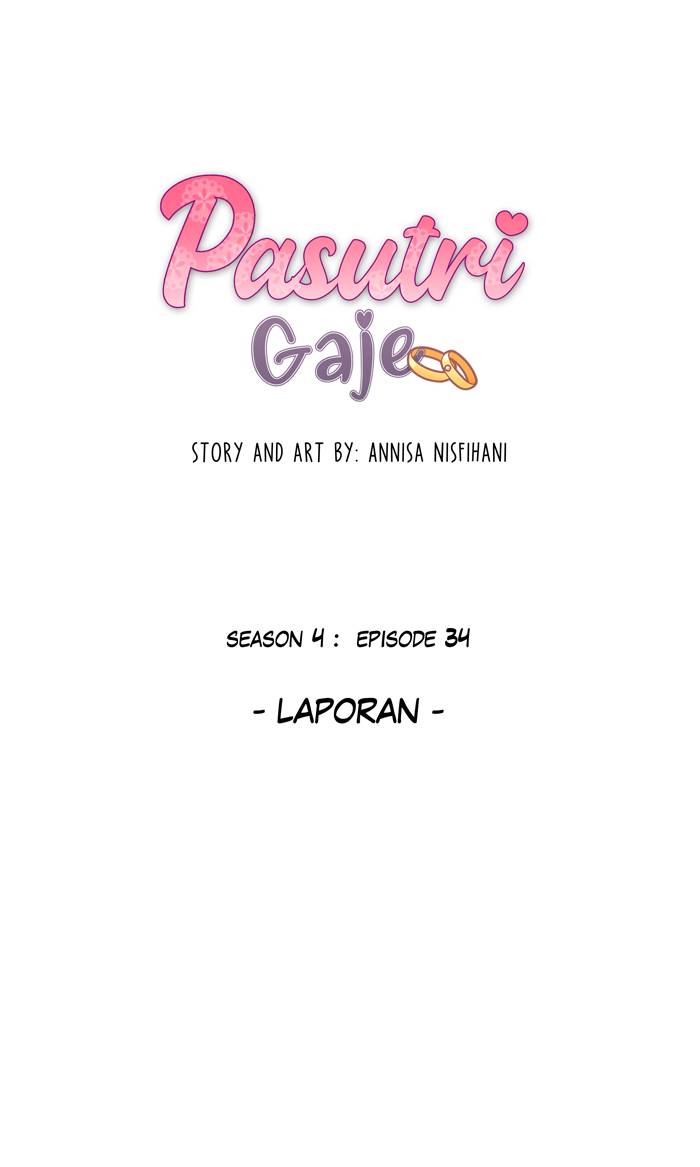 Pasutri
Gaje
STORY AND ART BY: ANNISA NISFIHANI
SEASON 4 : EPISODE 34
- LAPORAN -